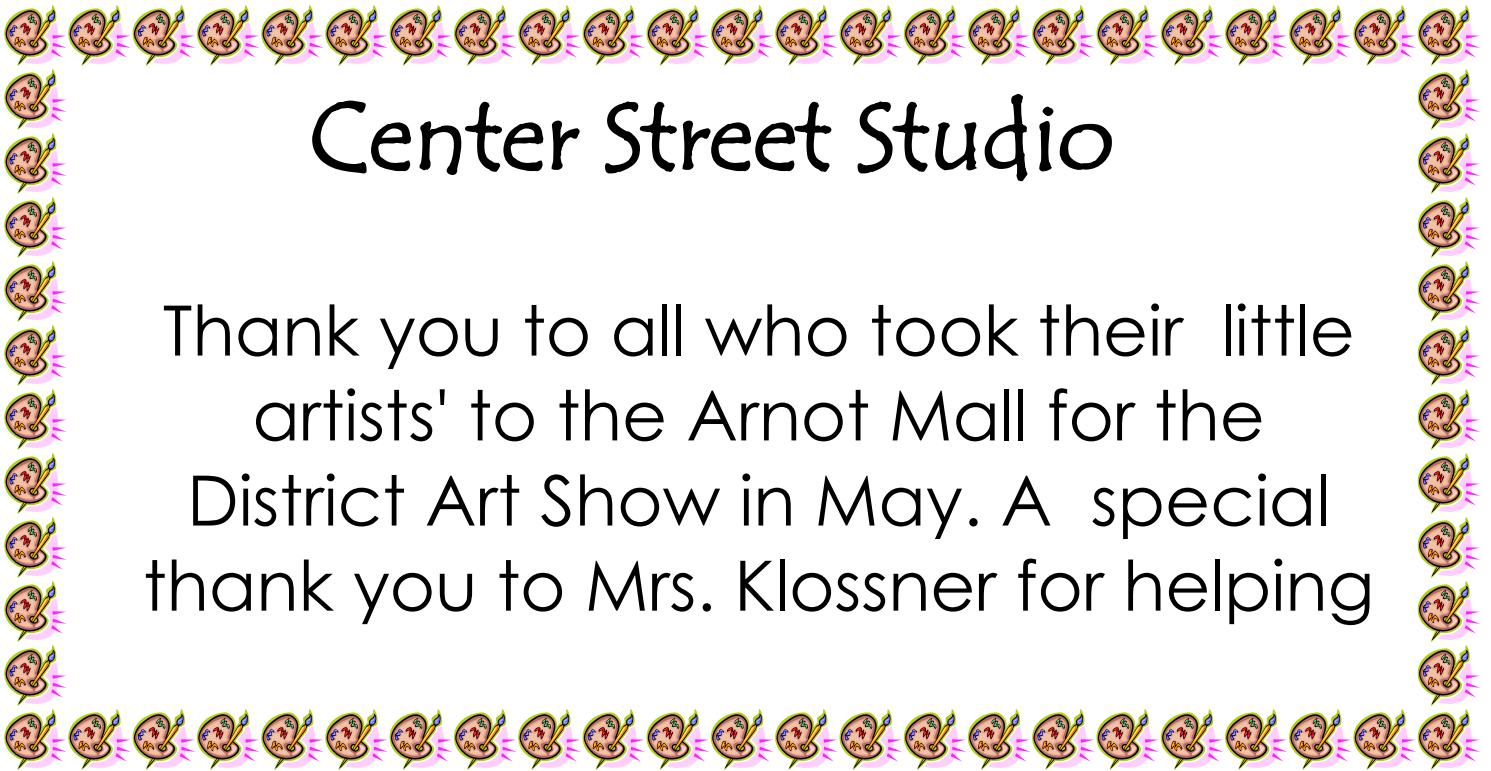 Center Street Studio
Thank you to all who took their  little
artists' to the Arnot Mall for the
District Art Show in May. A  special
thank you to Mrs. Klossner for helping